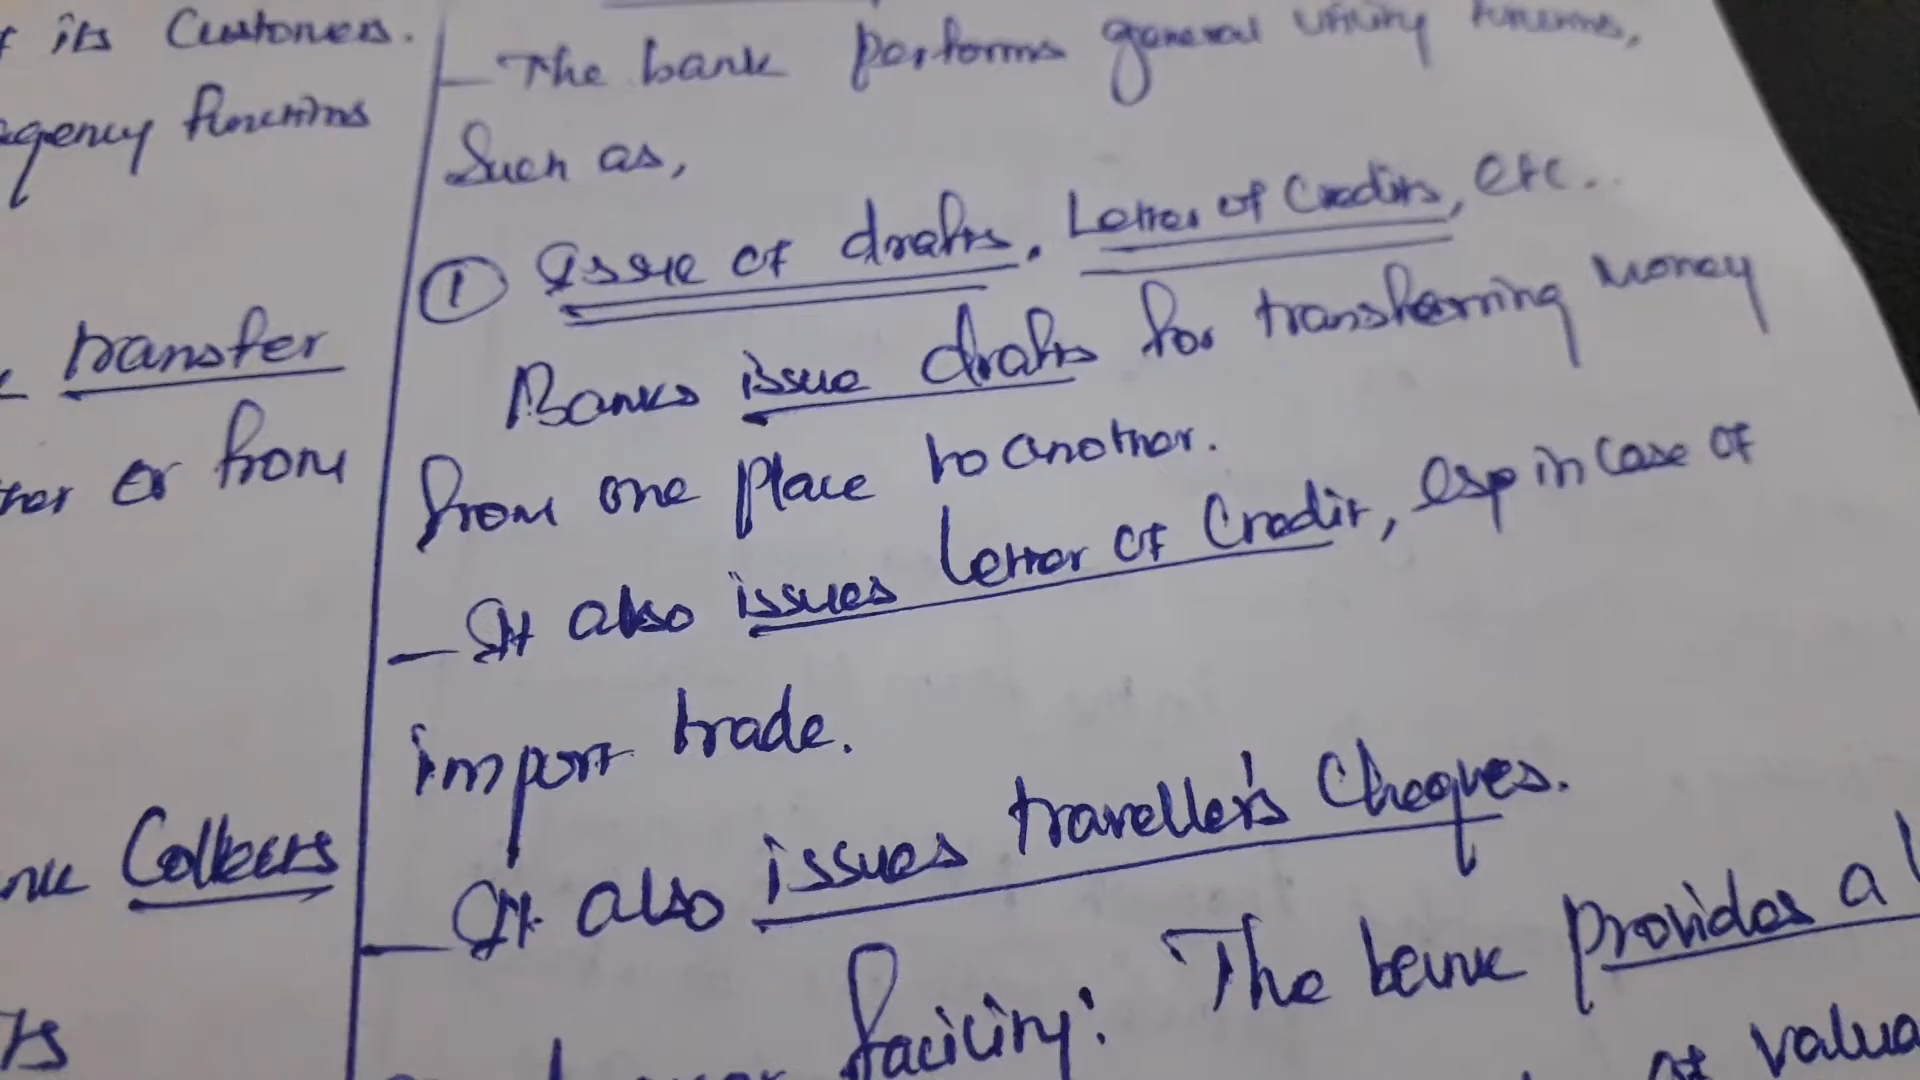 its Customers.
agency functions
transfer
or from
Collects
The bank performs general utility functions,
Such as,
① Issue of drafts, Letter of Credits, etc..
Banks issue drafts for transferring money
from one place to another.
– It also issues letter of Credit, esp in case of
import trade.
– It also issues traveller's Cheques.
facility: The bank provides a
of